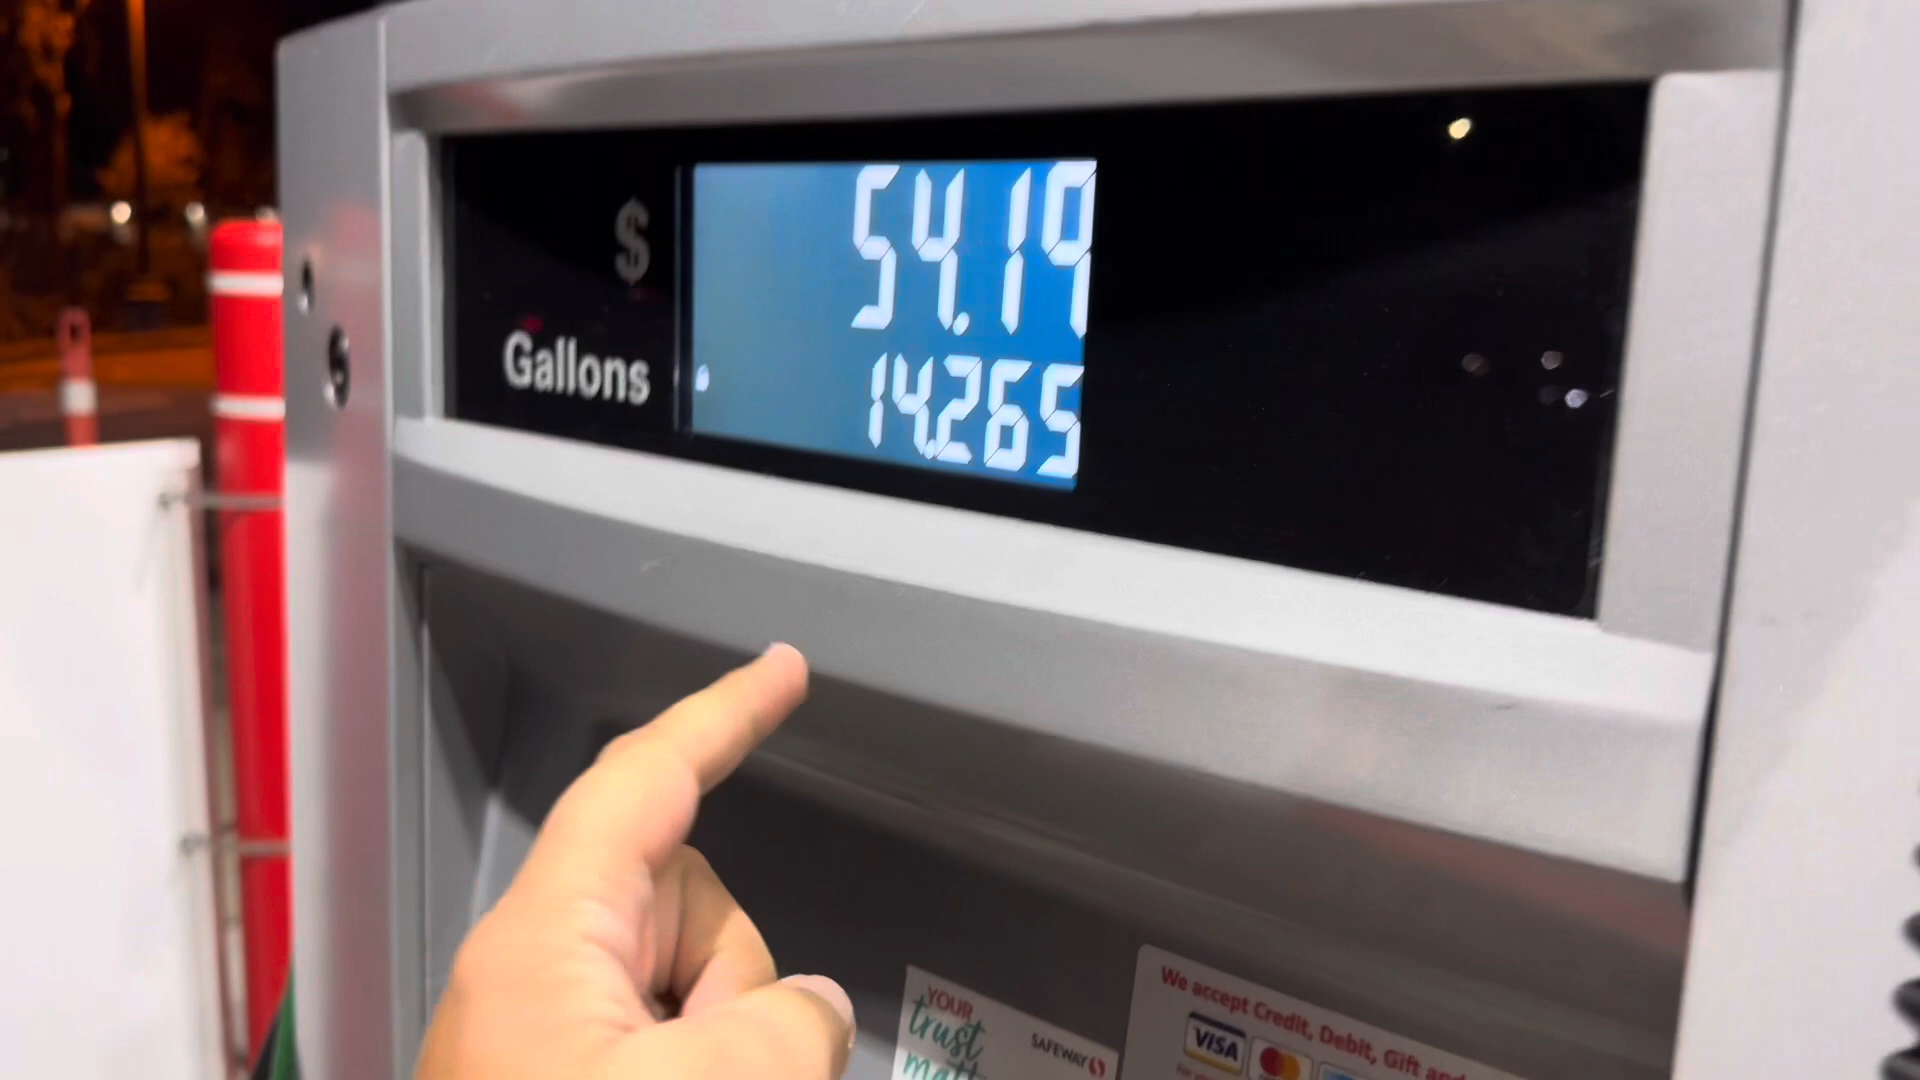 $ 54.19
Gallons 14.265
YOUR
trust
SAFEWAY
We accept Credit, Debit, Gift and
VISA